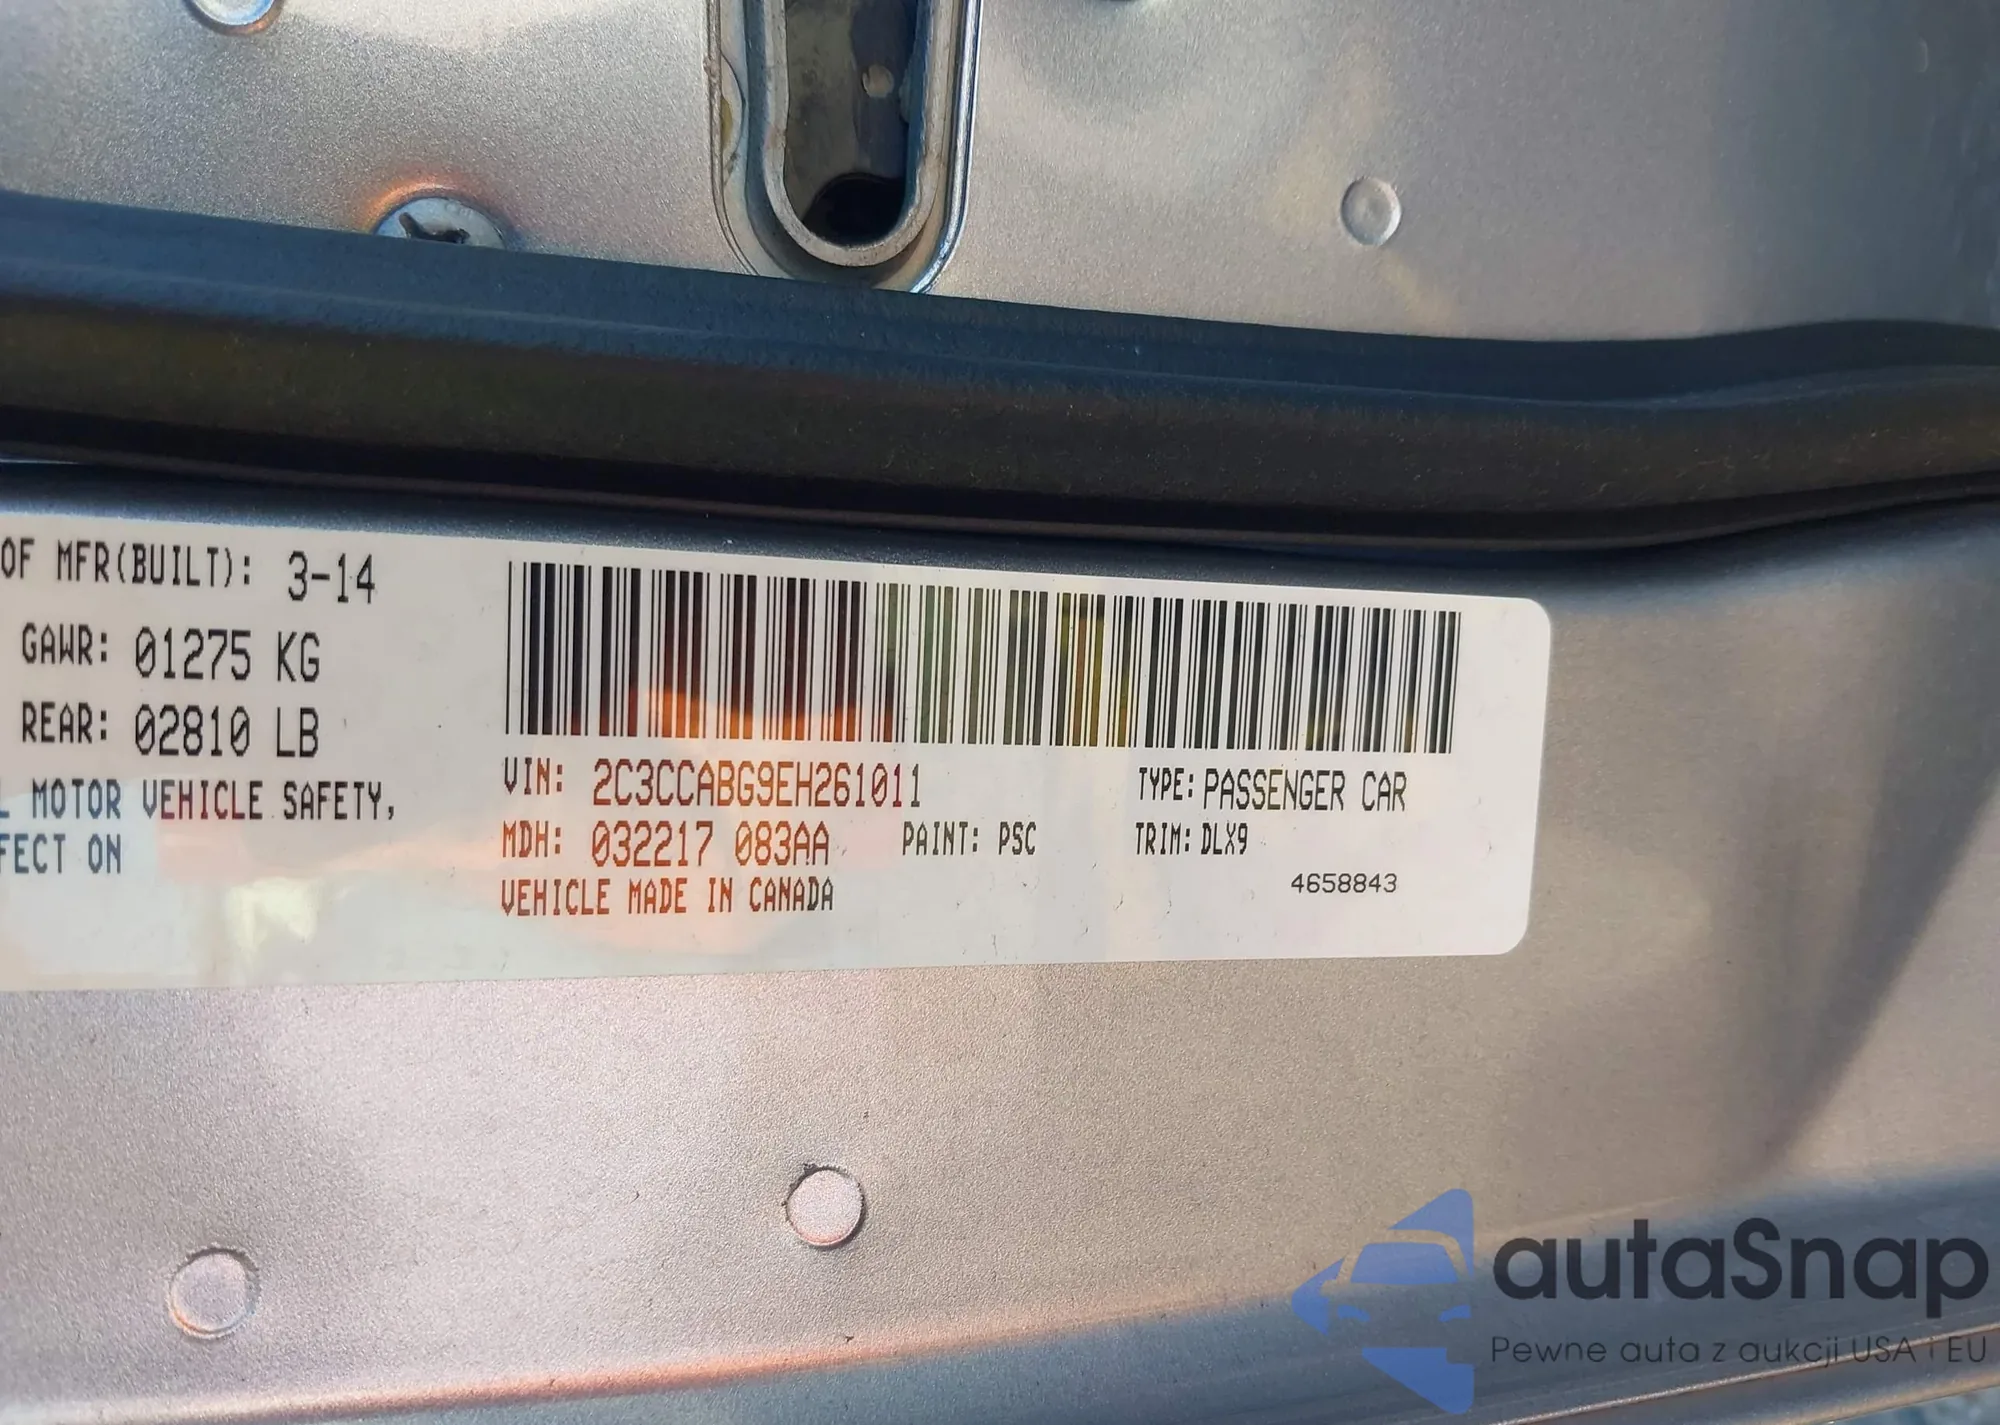 OF MFR(BUILT): 3-14
GAWR: 01275 KG
REAR: 02810 LB
MOTOR VEHICLE SAFETY,
ON
VIN: 2C3CCABG9EH261011
TYPE: PASSENGER CAR
MDH: 032217 083AA
PAINT: PSC
TRIM: DLX9
VEHICLE MADE IN CANADA
4658843
autaSnap
Pewne auta z aukcji USA i EU